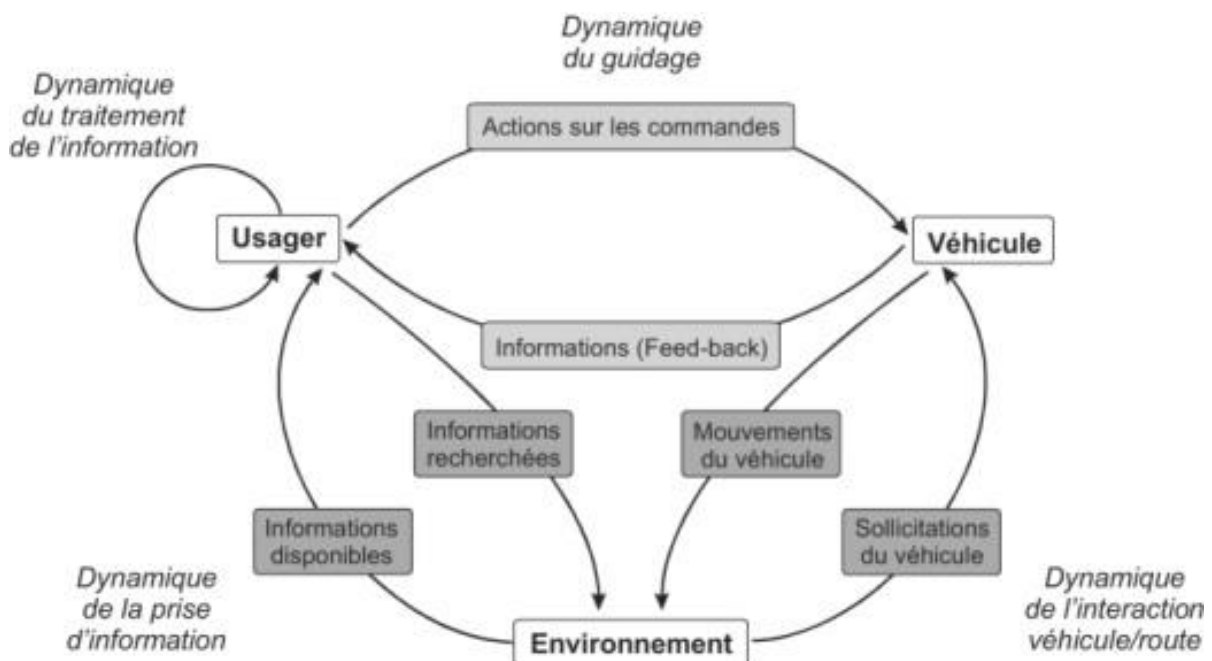 Dynamique
du guidage
Dynamique
du traitement
de l'information
Actions sur les commandes
Usager
Véhicule
Informations (Feed-back)
Informations
recherchées
Mouvements
du véhicule
Informations
disponibles
Sollicitations
du véhicule
Dynamique
de la prise
d'information
Dynamique
de l'interaction
véhicule/route
Environnement